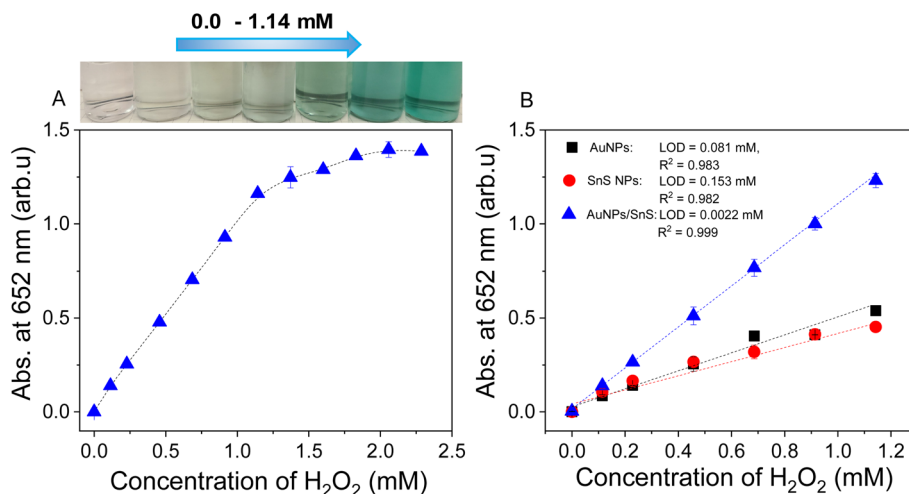 0.0 - 1.14 mM
A
1.5
1.0
0.5
0.0
Abs. at 652 nm (arb.u)
0.0 0.5 1.0 1.5 2.0 2.5
Concentration of H₂O₂ (mM)
B
AuNPs: LOD = 0.081 mM,
R² = 0.983
SnS NPs: LOD = 0.153 mM
R² = 0.982
AuNPs/SnS: LOD = 0.0022 mM
R² = 0.999
1.5
1.0
0.5
0.0
Abs. at 652 nm (arb.u)
0.0 0.2 0.4 0.6 0.8 1.0 1.2
Concentration of H₂O₂ (mM)